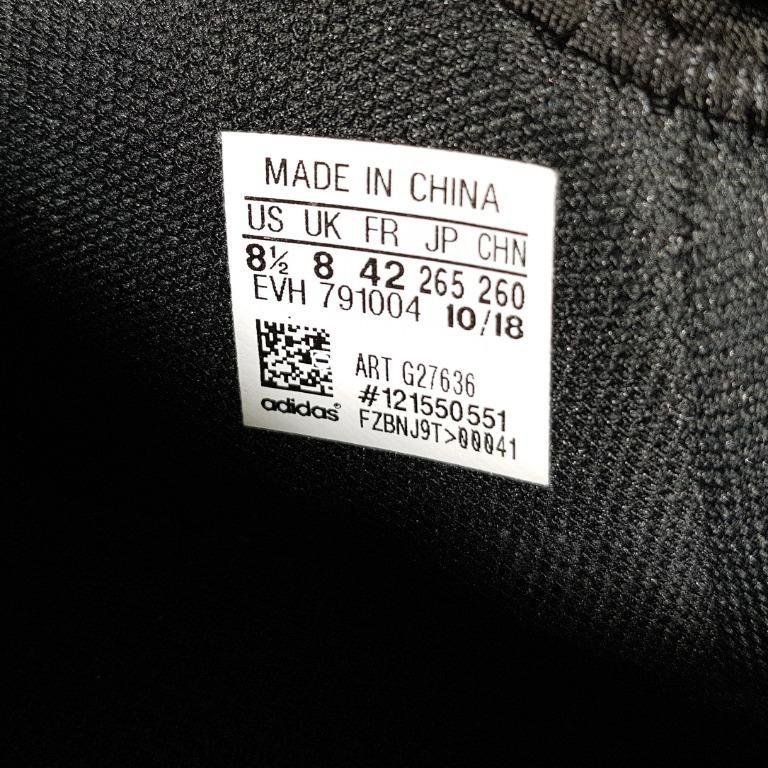 MADE IN CHINA
US UK FR JP CHN
8½ 8 42 265 260
EVH 791004 10/18
ART G27636
#121550551
adidas®
FZBNJ9T>00041